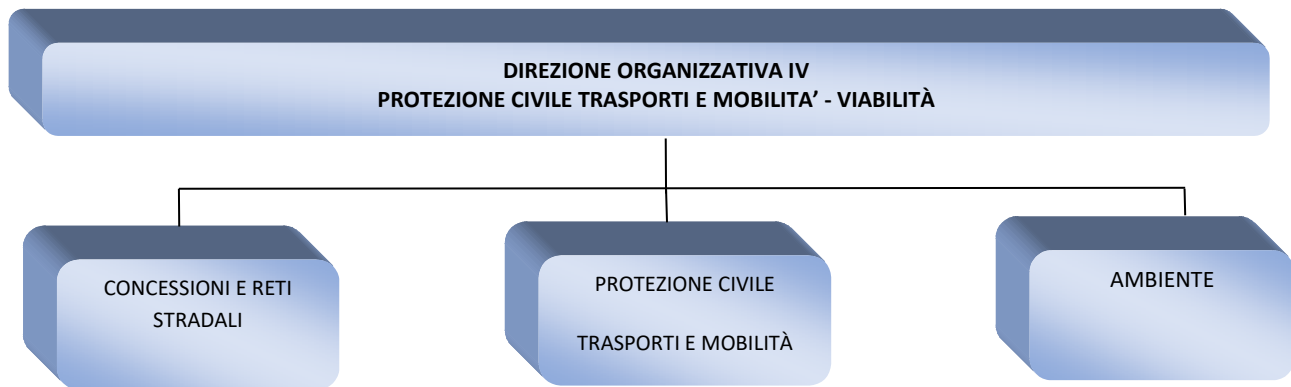 DIREZIONE ORGANIZZATIVA IV
PROTEZIONE CIVILE TRASPORTI E MOBILITA’ - VIABILITÀ
CONCESSIONI E RETI
STRADALI
PROTEZIONE CIVILE
TRASPORTI E MOBILITÀ
AMBIENTE